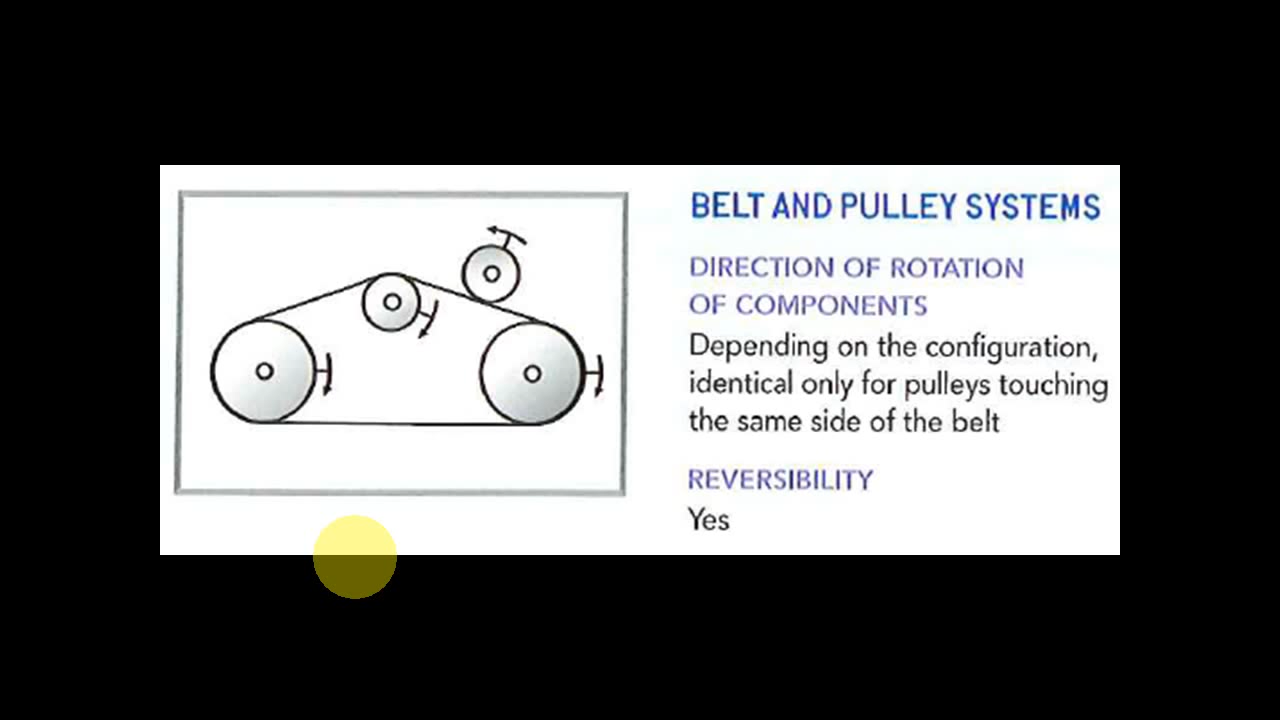 BELT AND PULLEY SYSTEMS
DIRECTION OF ROTATION
OF COMPONENTS
Depending on the configuration,
identical only for pulleys touching
the same side of the belt
REVERSIBILITY
Yes